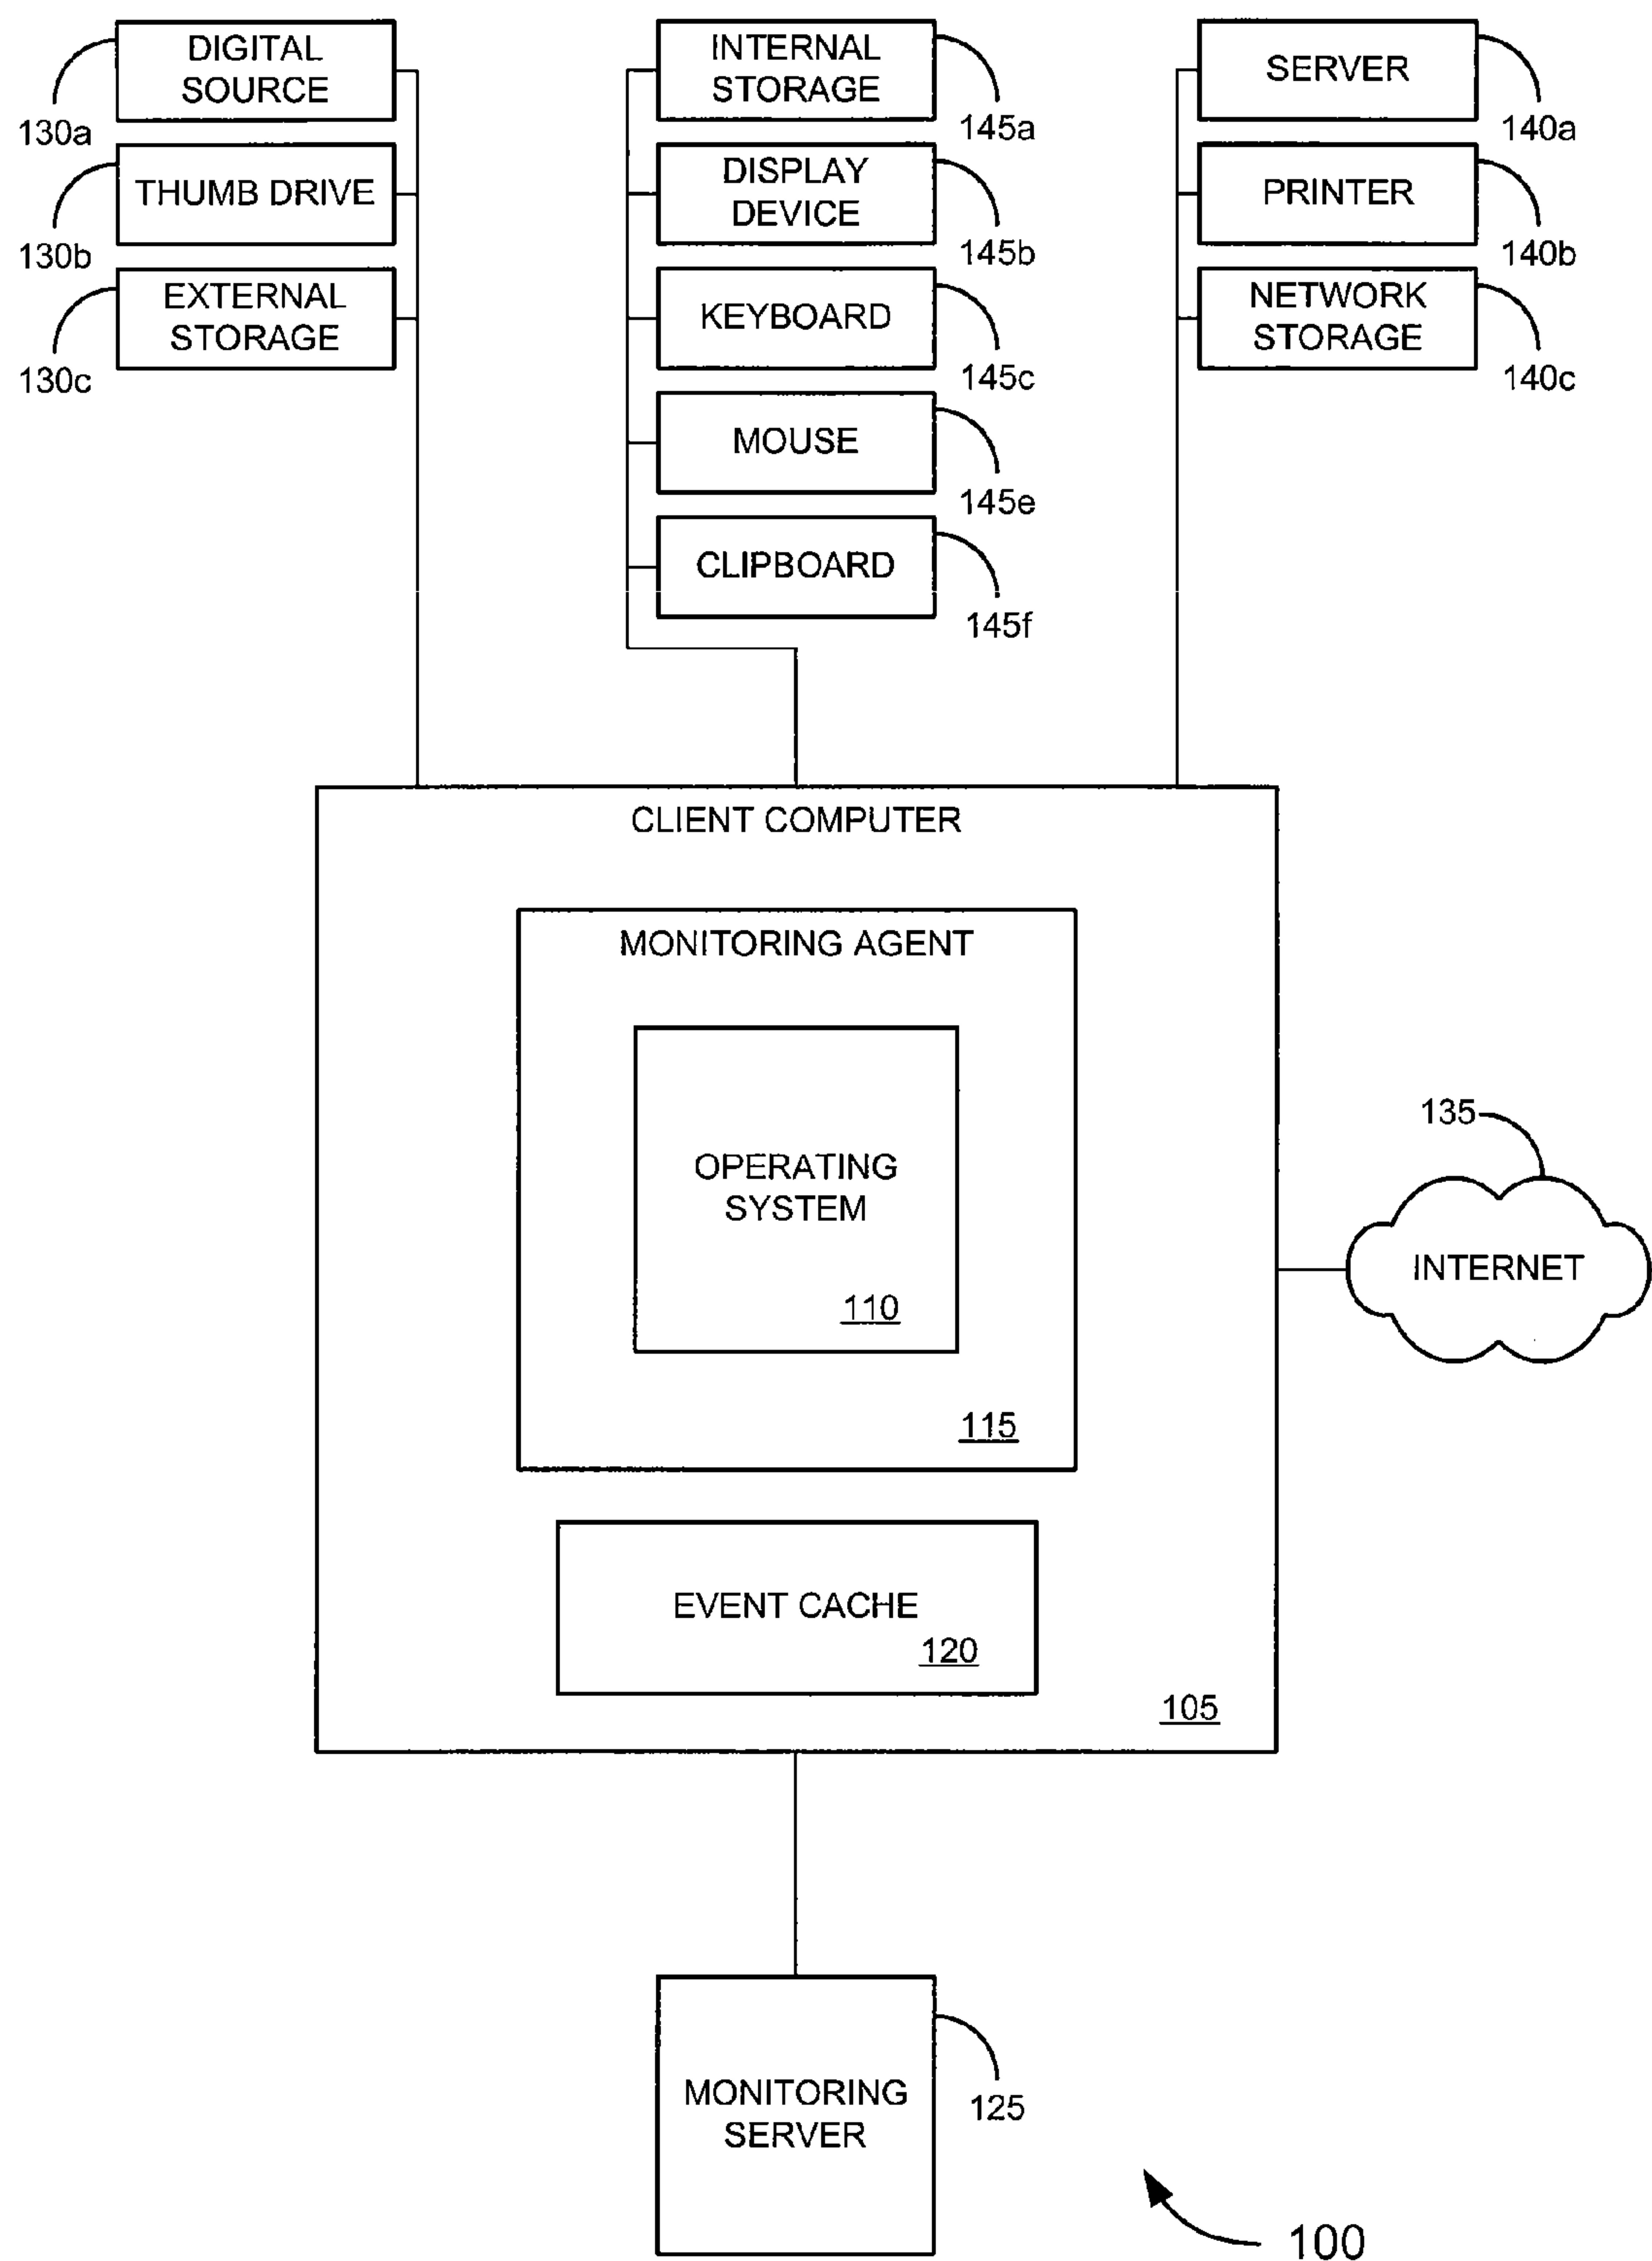 DIGITAL
SOURCE
130a
THUMB DRIVE
130b
EXTERNAL
STORAGE
130c
INTERNAL
STORAGE
145a
DISPLAY
DEVICE
145b
KEYBOARD
145c
MOUSE
145e
CLIPBOARD
145f
SERVER
140a
PRINTER
140b
NETWORK
STORAGE
140c
CLIENT COMPUTER
MONITORING AGENT
OPERATING
SYSTEM
110
115
EVENT CACHE
120
105
135
INTERNET
MONITORING
SERVER
125
100